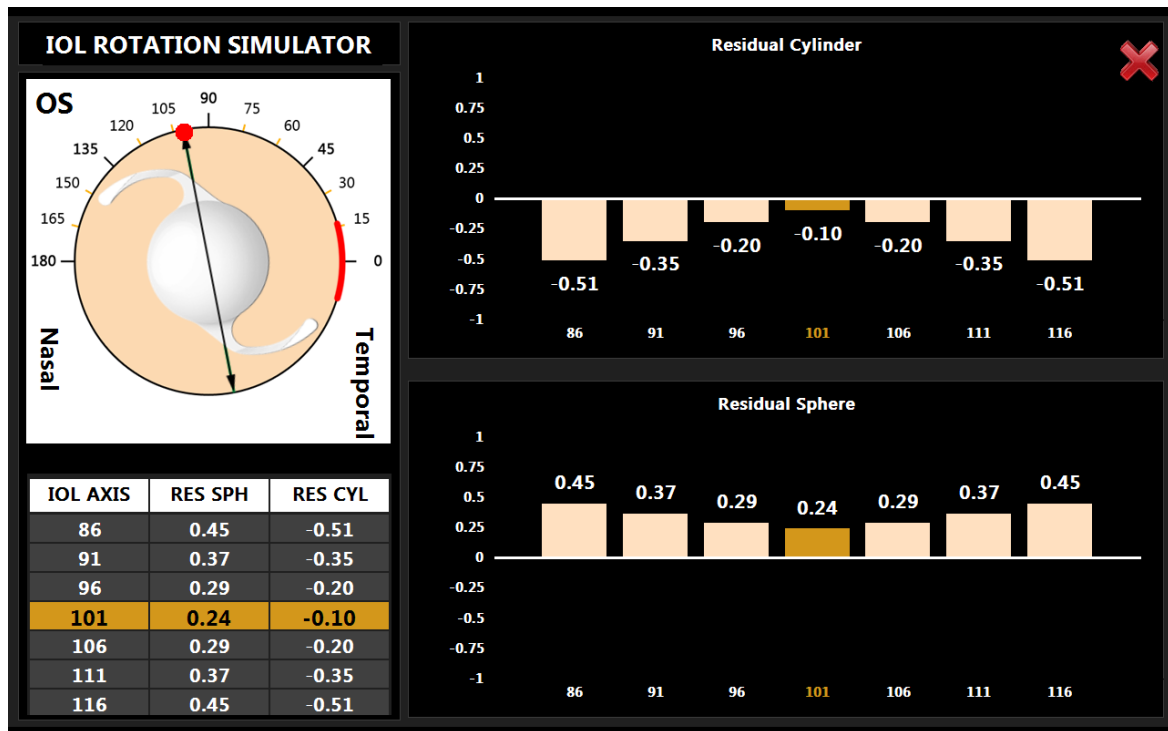 IOL ROTATION SIMULATOR
OS
90
105 75
120 60
135 45
150 30
165 15
180 0
Nasal Temporal
IOL AXIS RES SPH RES CYL
86 0.45 -0.51
91 0.37 -0.35
96 0.29 -0.20
101 0.24 -0.10
106 0.29 -0.20
111 0.37 -0.35
116 0.45 -0.51
Residual Cylinder
1
0.75
0.5
0.25
0
-0.25
-0.5
-0.75
-1
-0.51 -0.35 -0.20 -0.10 -0.20 -0.35 -0.51
86 91 96 101 106 111 116
Residual Sphere
1
0.75
0.5
0.25
0
-0.25
-0.5
-0.75
-1
0.45 0.37 0.29 0.24 0.29 0.37 0.45
86 91 96 101 106 111 116